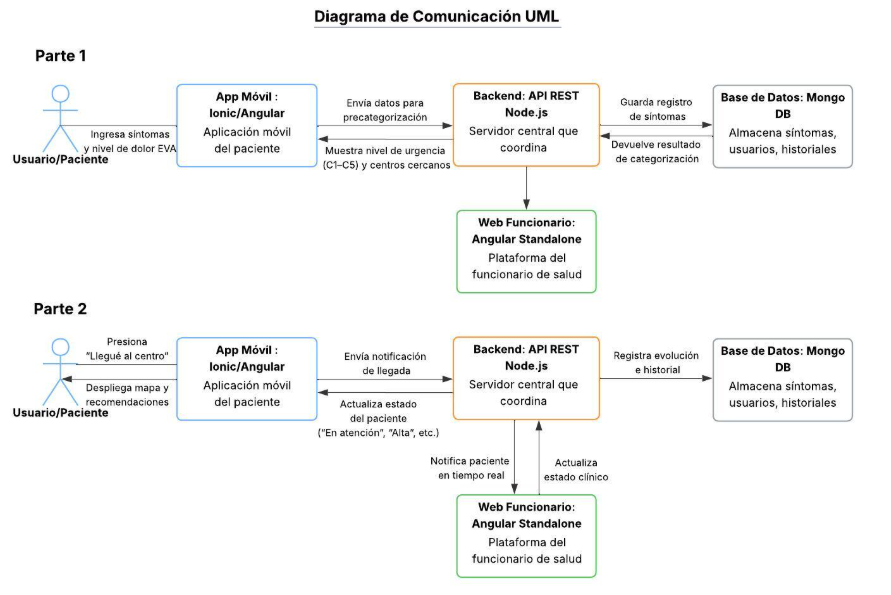 Diagrama de Comunicación UML
Parte 1
Usuario/Paciente
Ingresa síntomas
y nivel de dolor EVA
App Móvil :
Ionic/Angular
Aplicación móvil
del paciente
Envía datos para
precategorización
Muestra nivel de urgencia
(C1–C5) y centros cercanos
Backend: API REST
Node.js
Servidor central que
coordina
Guarda registro
de síntomas
Devuelve resultado
de categorización
Base de Datos: Mongo
DB
Almacena síntomas,
usuarios, historiales
Web Funcionario:
Angular Standalone
Plataforma del
funcionario de salud
Parte 2
Usuario/Paciente
Presiona
“Llegué al centro”
Despliega mapa y
recomendaciones
App Móvil :
Ionic/Angular
Aplicación móvil
del paciente
Envía notificación
de llegada
Actualiza estado
del paciente
(“En atención”, “Alta”, etc.)
Backend: API REST
Node.js
Servidor central que
coordina
Registra evolución
e historial
Base de Datos: Mongo
DB
Almacena síntomas,
usuarios, historiales
Notifica paciente
en tiempo real
Actualiza
estado clínico
Web Funcionario:
Angular Standalone
Plataforma del
funcionario de salud